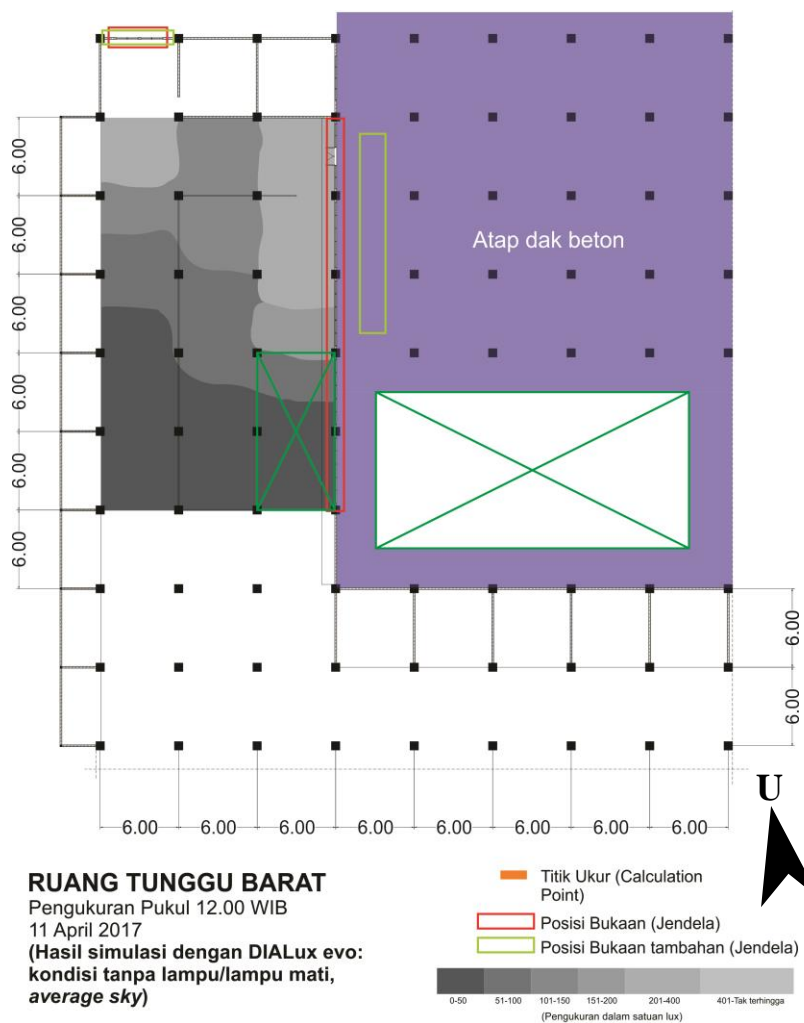 6.00
6.00
6.00
6.00
6.00
6.00
Atap dak beton
6.00
6.00
6.00 6.00 6.00 6.00 6.00 6.00 6.00 6.00
U
RUANG TUNGGU BARAT
Pengukuran Pukul 12.00 WIB
11 April 2017
(Hasil simulasi dengan DIALux evo:
kondisi tanpa lampu/lampu mati,
average sky)
Titik Ukur (Calculation
Point)
Posisi Bukaan (Jendela)
Posisi Bukaan tambahan (Jendela)
0-50 51-100 101-150 151-200 201-400 401-Tak terhingga
(Pengukuran dalam satuan lux)